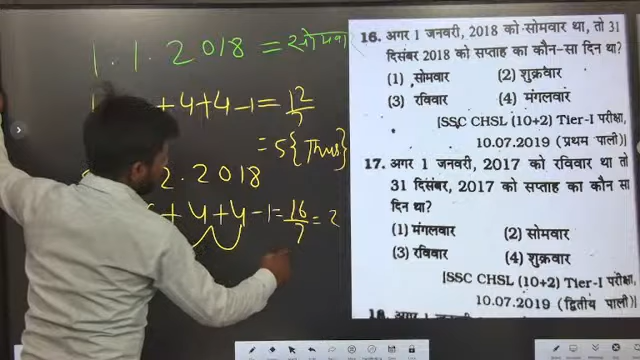 1.1.2018 = सोमवार
+4+4-1=12/7
= 5{Thus}
2.2018
+4+4-1=16/7=2
16. अगर 1 जनवरी, 2018 को सोमवार था, तो 31
दिसंबर 2018 को सप्ताह का कौन-सा दिन था?
(1) सोमवार (2) शुक्रवार
(3) रविवार (4) मंगलवार
[SSC CHSL (10+2) Tier-I परीक्षा,
10.07.2019 (प्रथम पाली)]
17. अगर 1 जनवरी, 2017 को रविवार था तो
31 दिसंबर, 2017 को सप्ताह का कौन सा
दिन था?
(1) मंगलवार (2) सोमवार
(3) रविवार (4) शुक्रवार
[SSC CHSL (10+2) Tier-I परीक्षा,
10.07.2019 (द्वितीय पाली)]